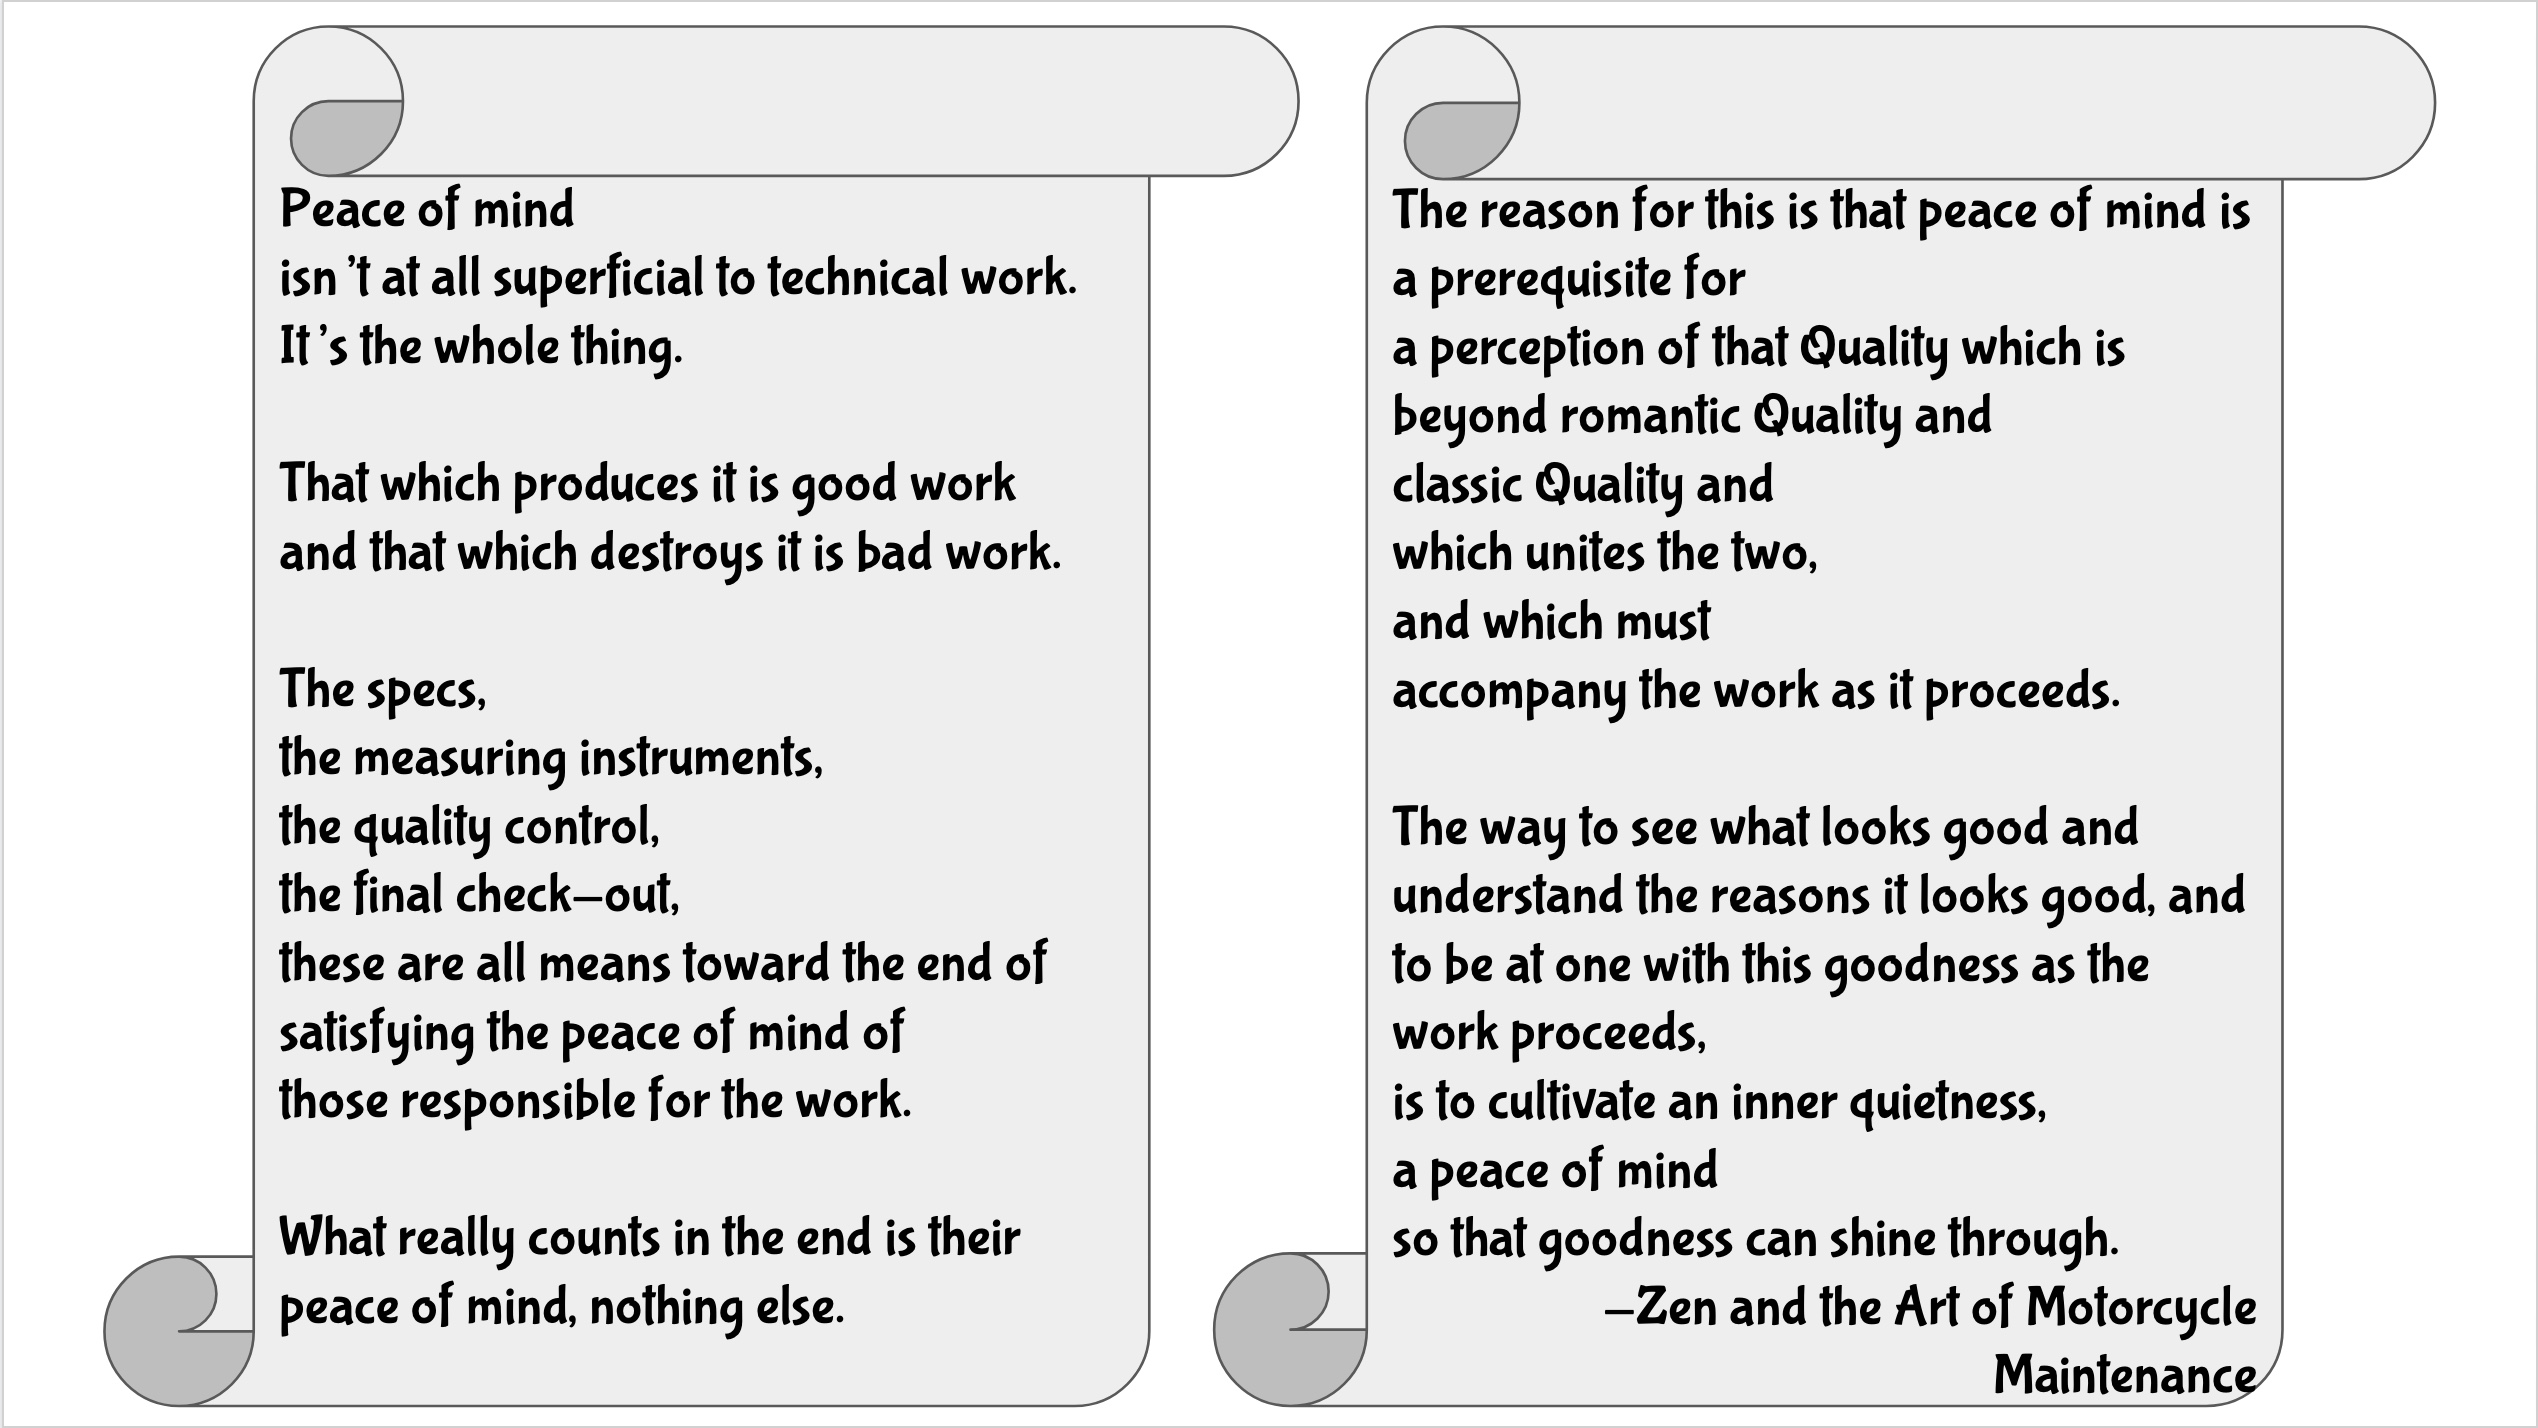 Peace of mind
isn't at all superficial to technical work.
It's the whole thing.
That which produces it is good work
and that which destroys it is bad work.
The specs,
the measuring instruments,
the quality control,
the final check-out,
these are all means toward the end of
satisfying the peace of mind of
those responsible for the work.
What really counts in the end is their
peace of mind, nothing else.
The reason for this is that peace of mind is
a prerequisite for
a perception of that Quality which is
beyond romantic Quality and
classic Quality and
which unites the two,
and which must
accompany the work as it proceeds.
The way to see what looks good and
understand the reasons it looks good, and
to be at one with this goodness as the
work proceeds,
is to cultivate an inner quietness,
a peace of mind
so that goodness can shine through.
-Zen and the Art of Motorcycle
Maintenance